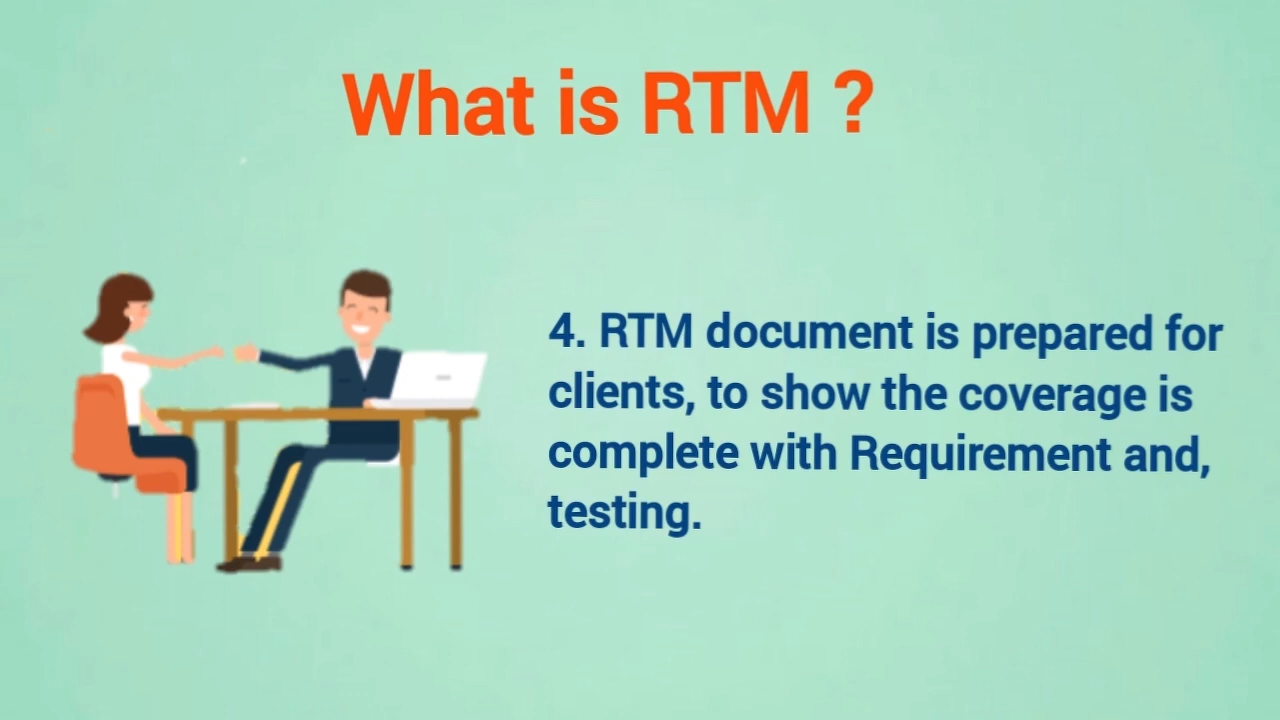 What is RTM ?
4. RTM document is prepared for
clients, to show the coverage is
complete with Requirement and,
testing.